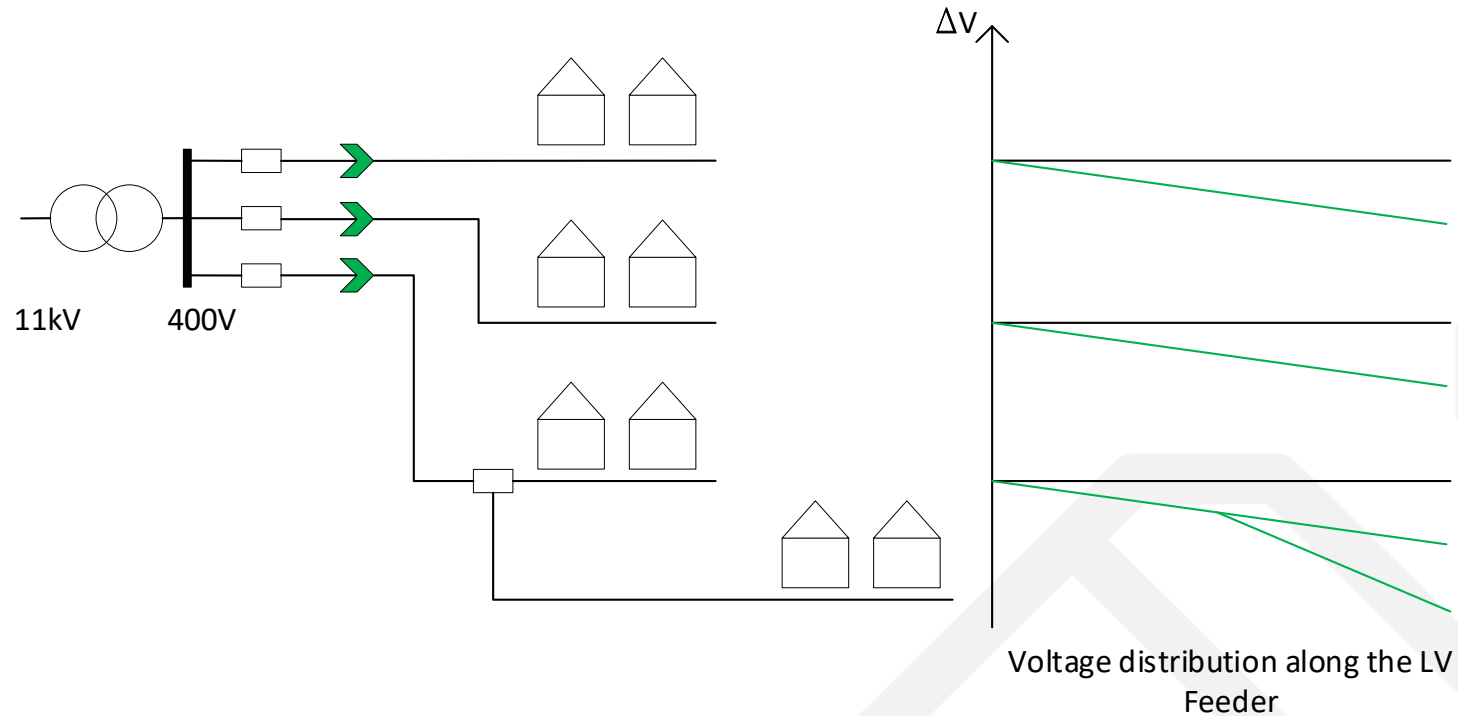 ΔV
11kV
400V
Voltage distribution along the LV
Feeder